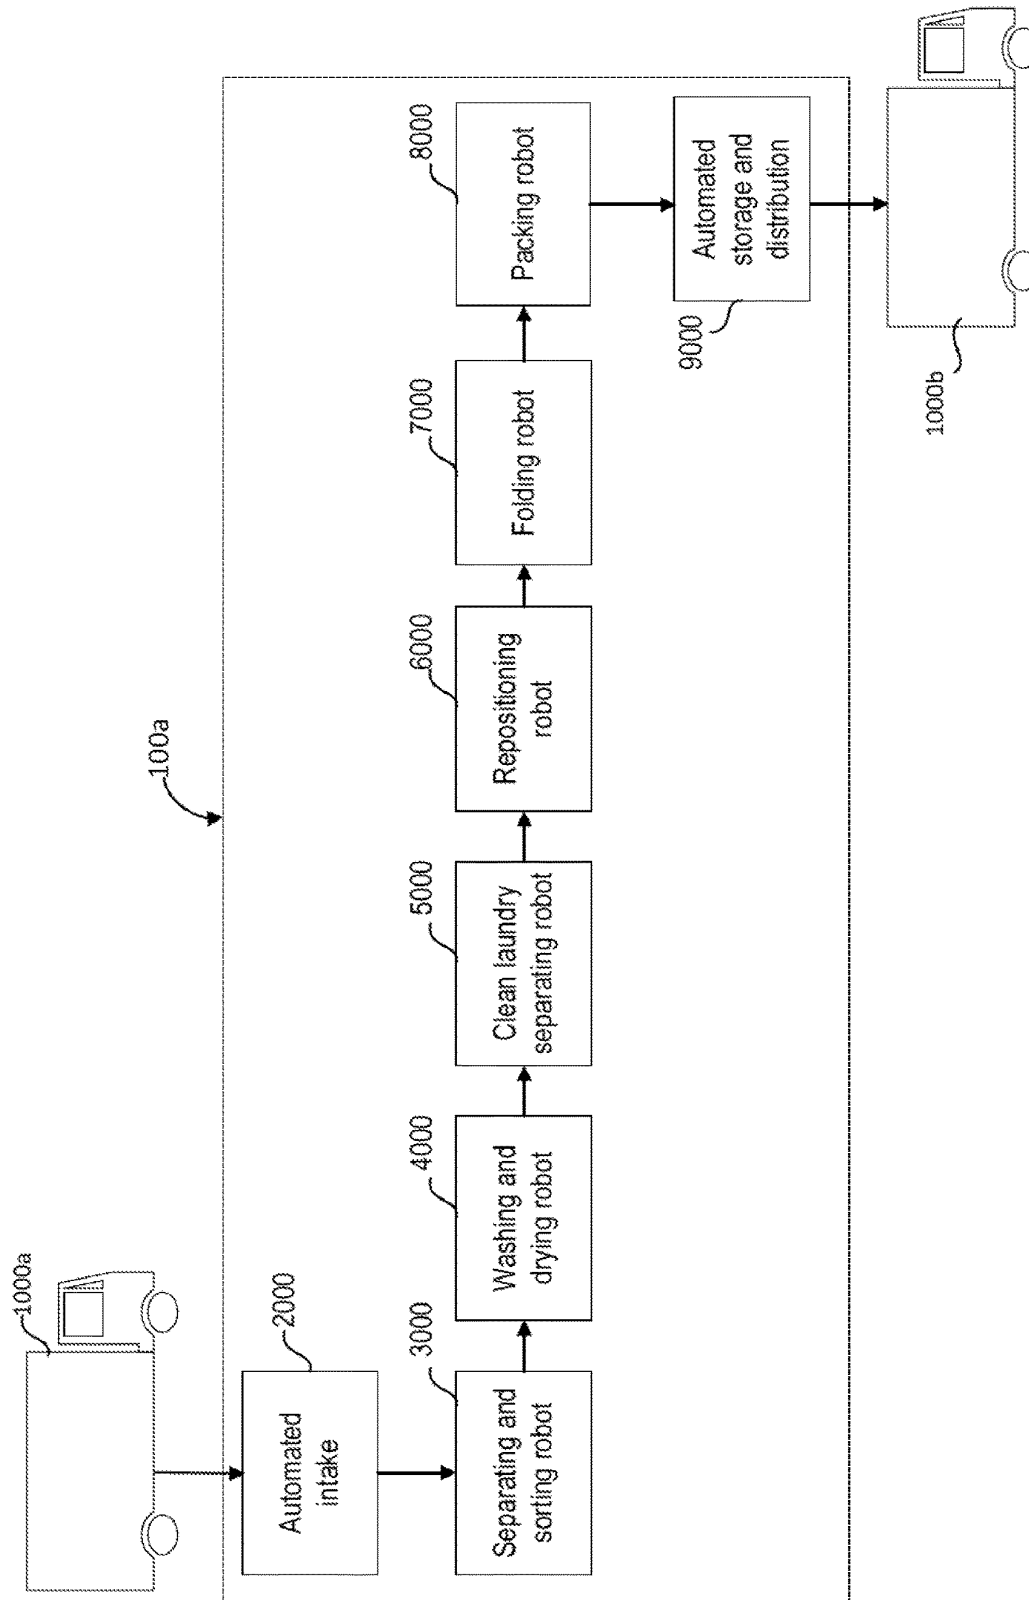 1000a
100a
2000
Automated
intake
3000
Separating and
sorting robot
4000
Washing and
drying robot
5000
Clean laundry
separating robot
6000
Repositioning
robot
7000
Folding robot
8000
Packing robot
9000
Automated
storage and
distribution
1000b